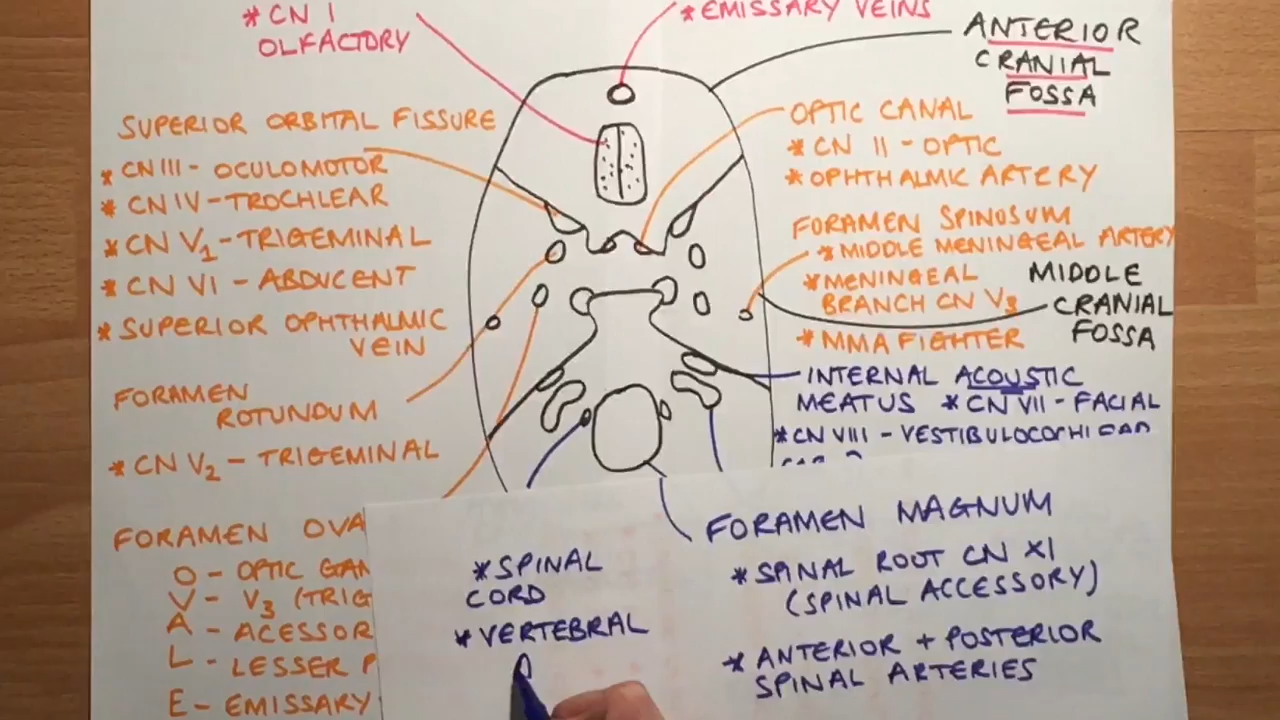 * CN I
OLFACTORY
* EMISSARY VEINS
ANTERIOR
CRANIAL
FOSSA
SUPERIOR ORBITAL FISSURE
* CN III - OCULOMOTOR
* CN IV - TROCHLEAR
* CN V1 - TRIGEMINAL
* CN VI - ABDUCENT
* SUPERIOR OPHTHALMIC
VEIN
FORAMEN
ROTUNDUM
* CN V2 - TRIGEMINAL
FORAMEN OVA
O - OPTIC GAN
V - V3 (TRIG
A - ACESSOR
L - LESSER P
E - EMISSARY
OPTIC CANAL
* CN II - OPTIC
* OPHTHALMIC ARTERY
FORAMEN SPINOSUM
* MIDDLE MENINGEAL ARTERY
* MENINGEAL
BRANCH CN V3
* MMA FIGHTER
MIDDLE
CRANIAL
FOSSA
INTERNAL ACOUSTIC
MEATUS * CN VII - FACIAL
* CN VIII - VESTIBULOCOCHLEAR
FORAMEN MAGNUM
* SPINAL ROOT CN XI
(SPINAL ACCESSORY)
* ANTERIOR + POSTERIOR
SPINAL ARTERIES
* SPINAL
CORD
* VERTEBRAL